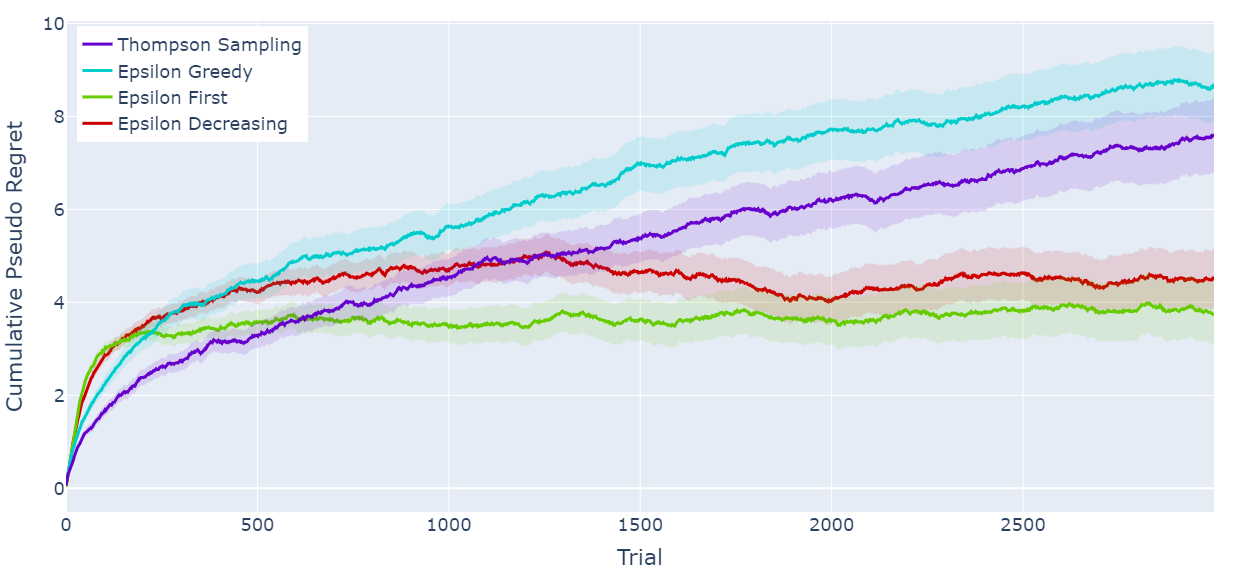 Thompson Sampling
Epsilon Greedy
Epsilon First
Epsilon Decreasing
Cumulative Pseudo Regret
10
8
6
4
2
0
0 500 1000 1500 2000 2500
Trial